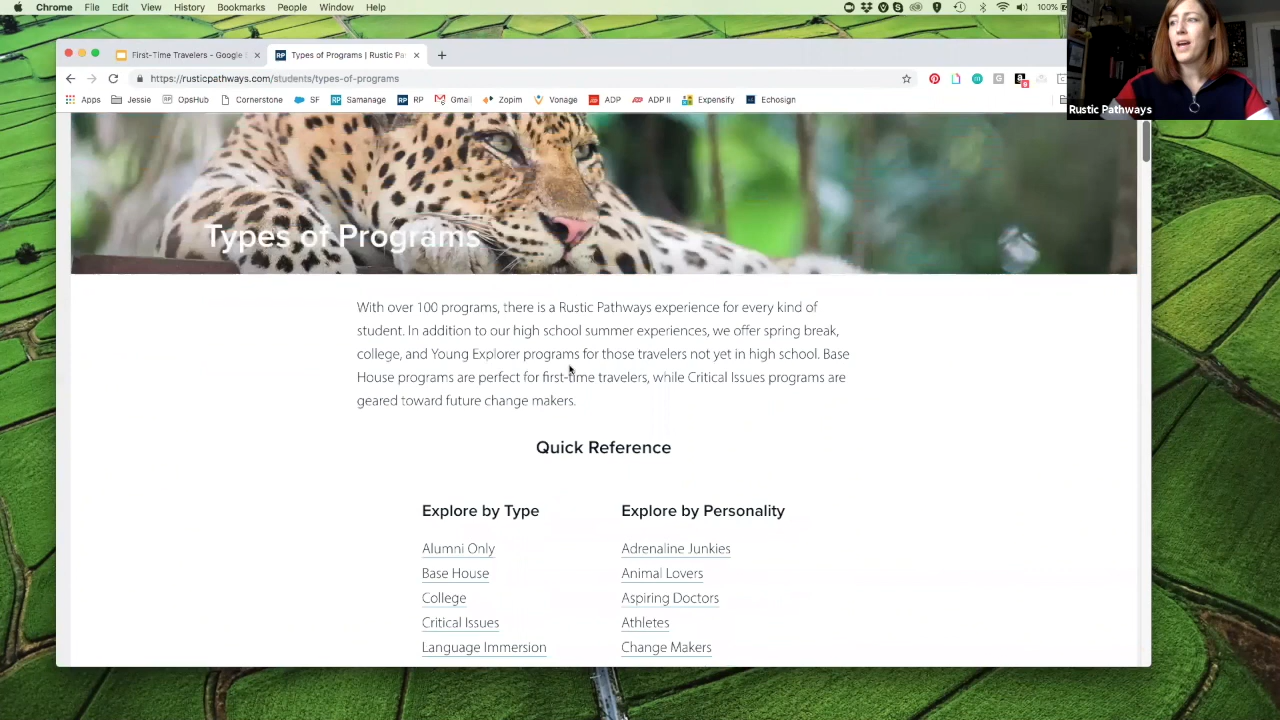 Chrome File Edit View History Bookmarks People Window Help 100%
First-Time Travelers - Google
Types of Programs | Rustic Pa
https://rusticpathways.com/students/types-of-programs
Apps Jessie OpsHub Cornerstone SF Samanage RP Gmail Zopim Vonage ADP ADP II Expensify Echosign
Rustic Pathways
Types of Programs
With over 100 programs, there is a Rustic Pathways experience for every kind of
student. In addition to our high school summer experiences, we offer spring break,
college, and Young Explorer programs for those travelers not yet in high school. Base
House programs are perfect for first-time travelers, while Critical Issues programs are
geared toward future change makers.
Quick Reference
Explore by Type
Alumni Only
Base House
College
Critical Issues
Language Immersion
Explore by Personality
Adrenaline Junkies
Animal Lovers
Aspiring Doctors
Athletes
Change Makers